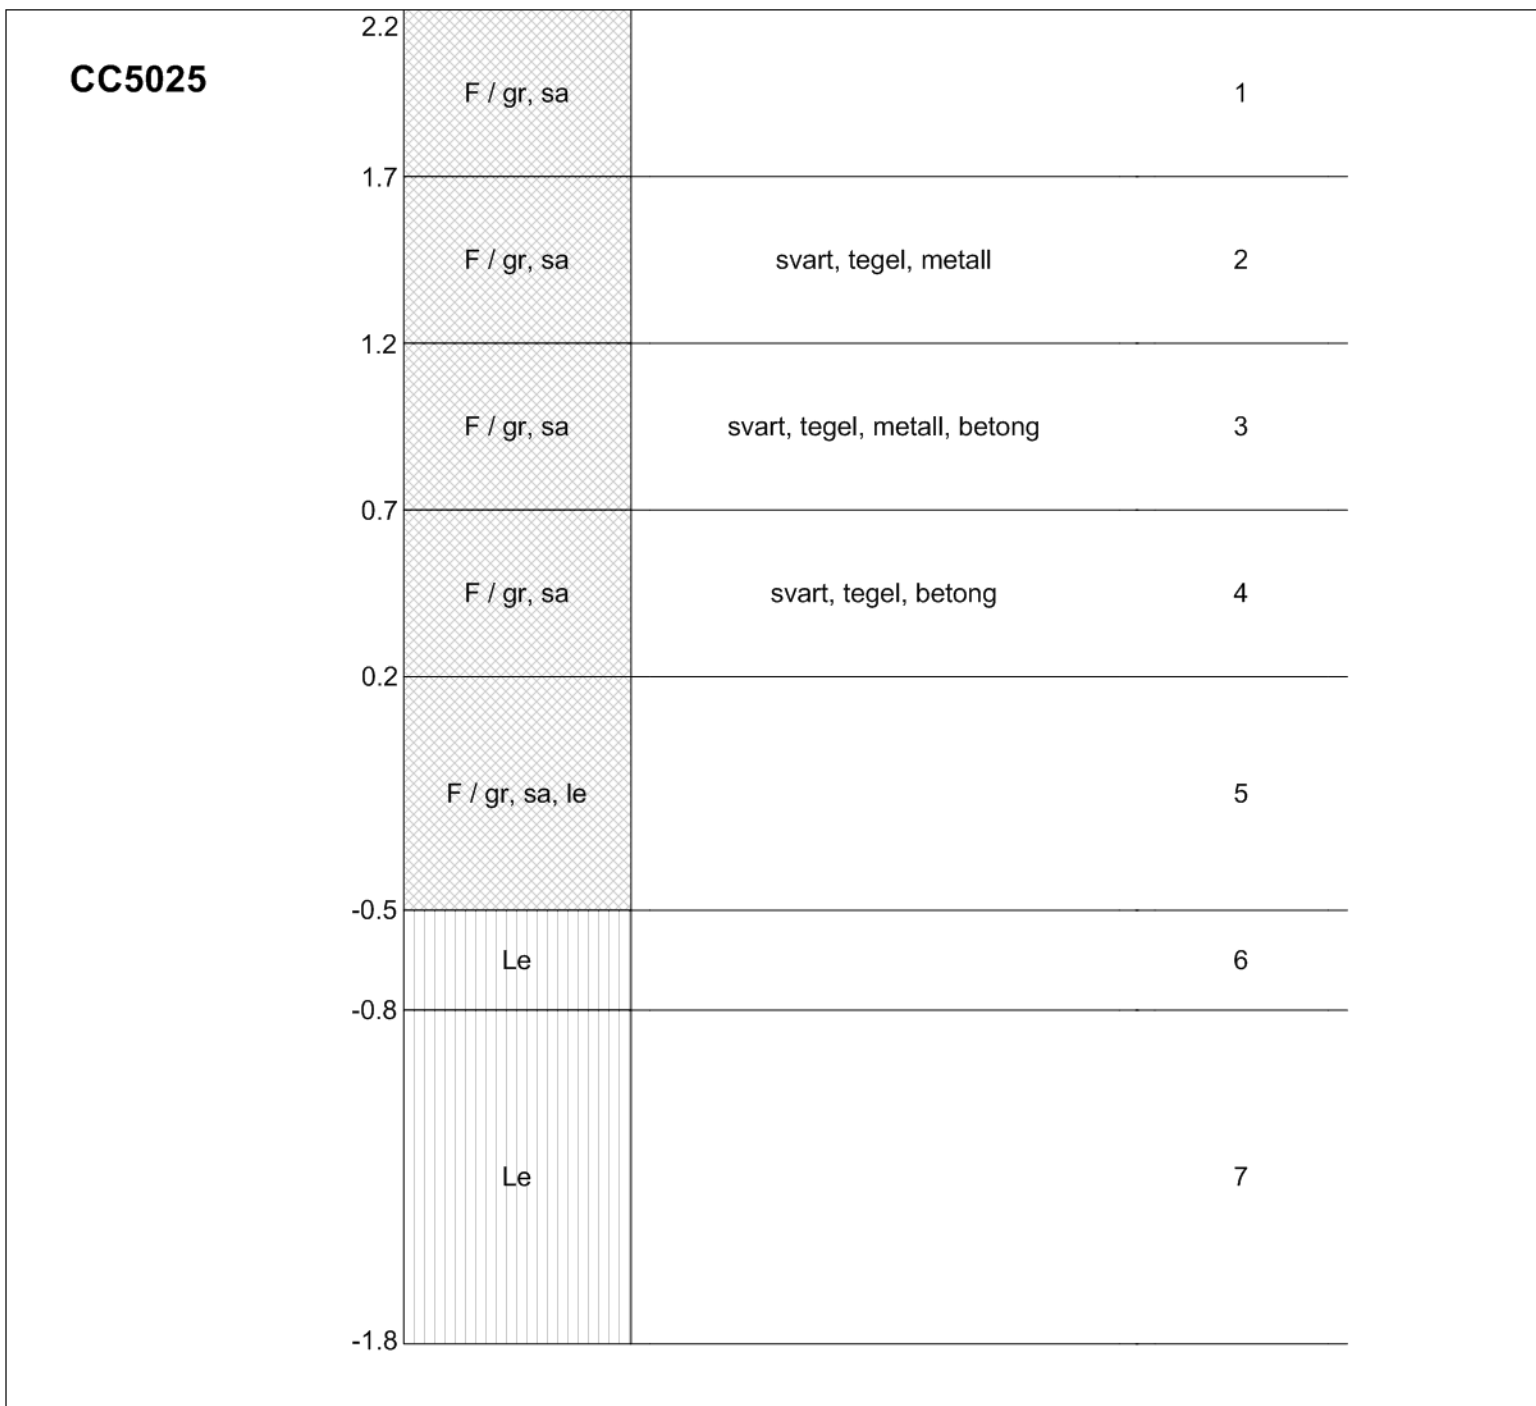 2.2
CC5025
F / gr, sa 1
1.7
F / gr, sa svart, tegel, metall 2
1.2
F / gr, sa svart, tegel, metall, betong 3
0.7
F / gr, sa svart, tegel, betong 4
0.2
F / gr, sa, le 5
-0.5
Le 6
-0.8
Le 7
-1.8